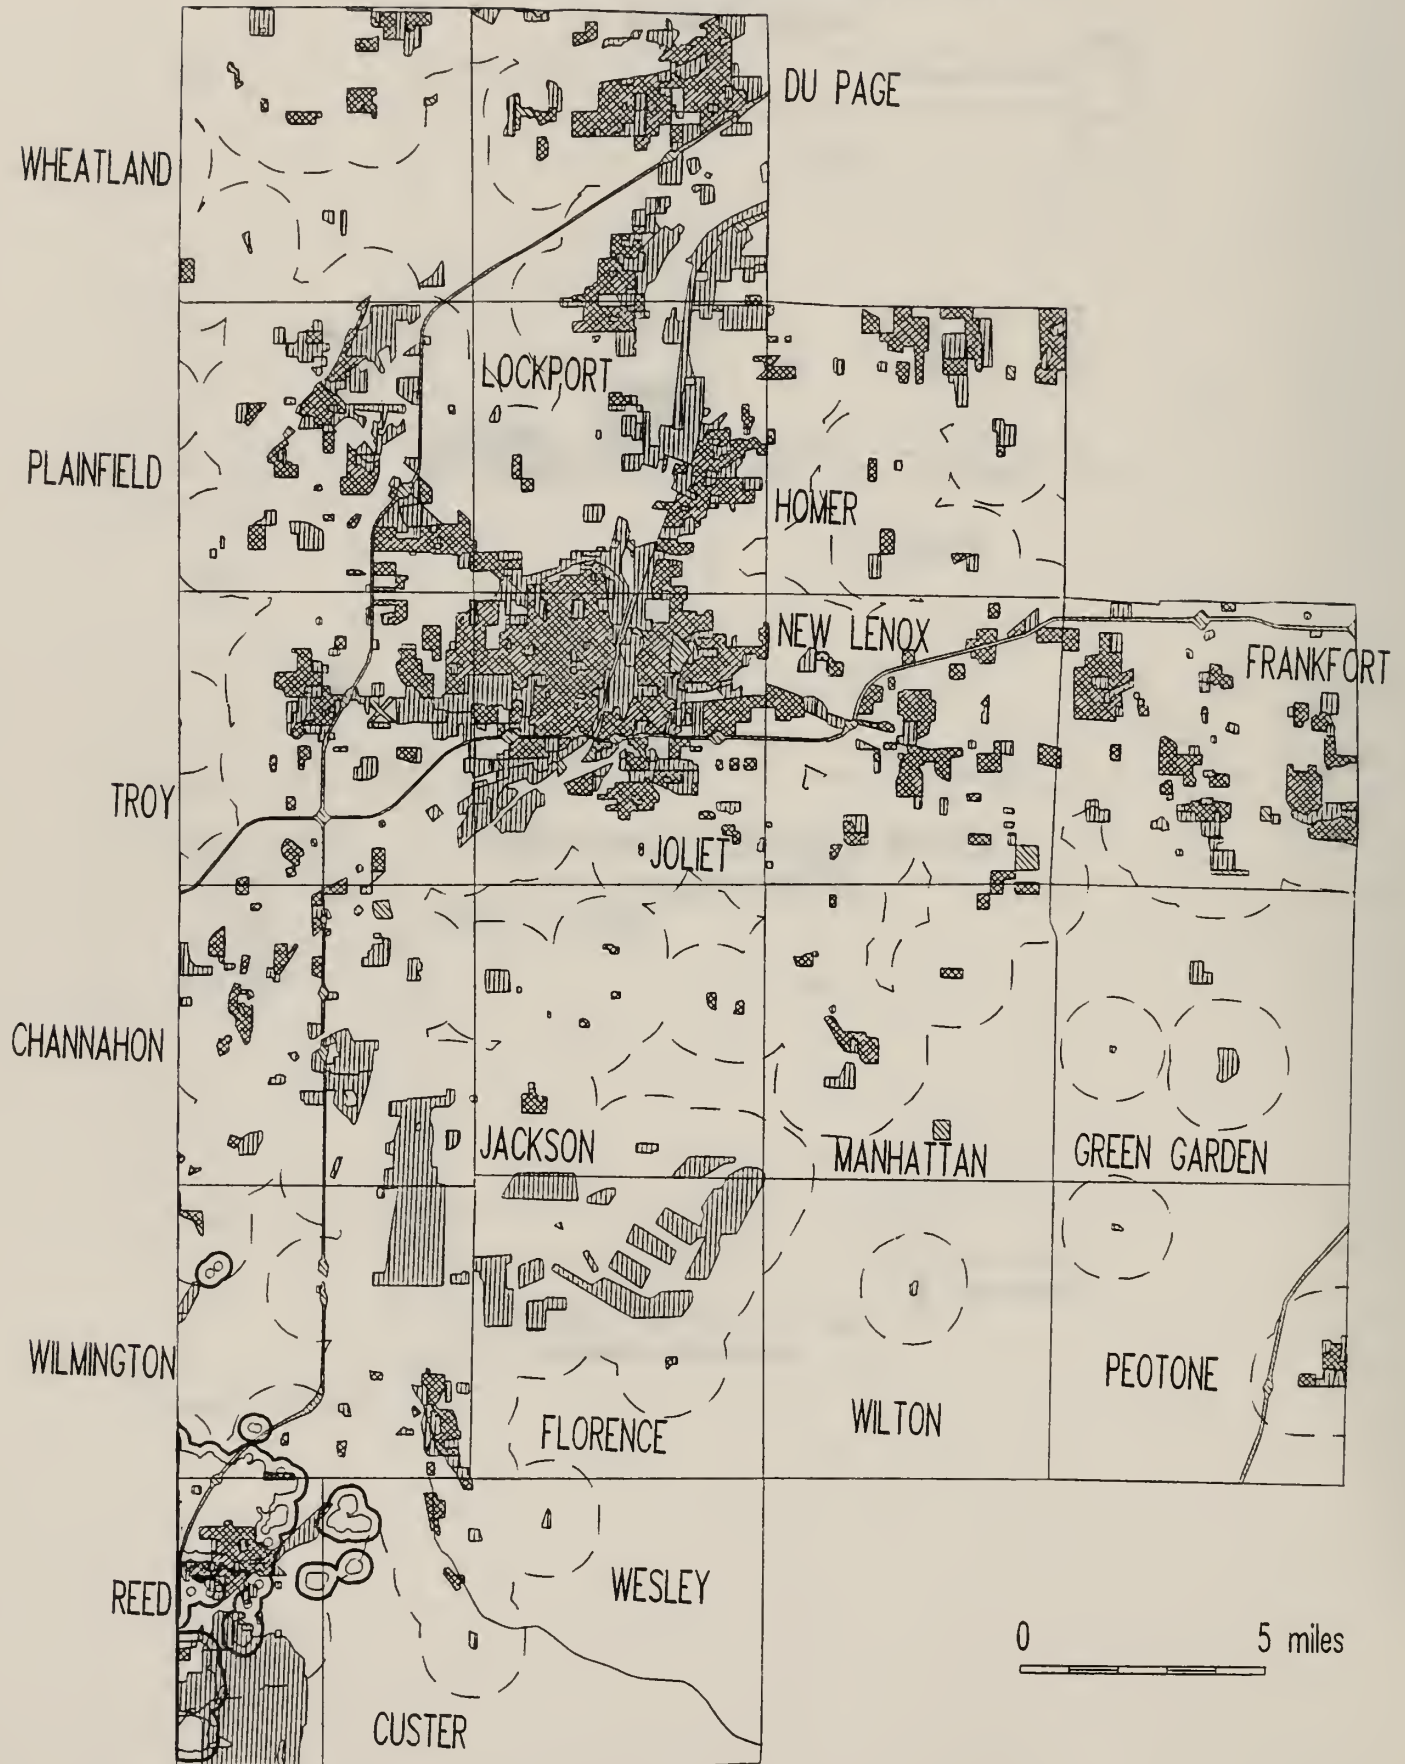 DU PAGE
WHEATLAND
LOCKPORT
PLAINFIELD
HOMER
NEW LENOX
FRANKFORT
TROY
JOLIET
CHANNAHON
JACKSON
MANHATTAN
GREEN GARDEN
WILMINGTON
PEOTONE
WILTON
FLORENCE
REED
WESLEY
0 5 miles
CUSTER